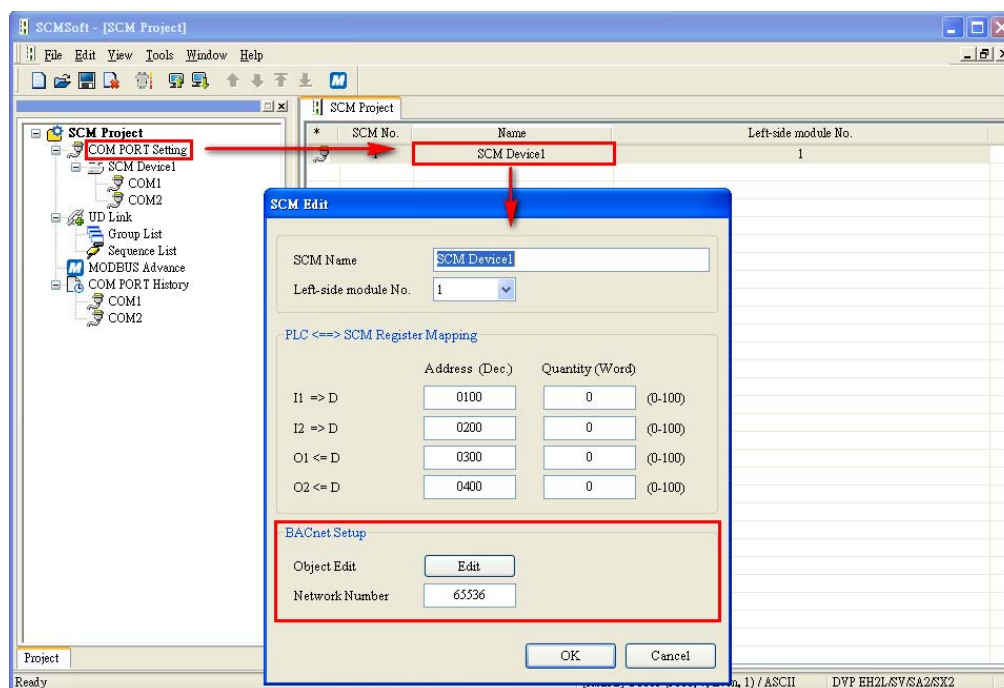 SCMSoft - [SCM Project]
File Edit View Tools Window Help
SCM Project
COM PORT Setting
SCM Device1
COM1
COM2
UD Link
Group List
Sequence List
MODBUS Advance
COM PORT History
COM1
COM2
Project
SCM Project
* SCM No. Name Left-side module No.
SCM Device1 1
SCM Edit
SCM Name SCM Device1
Left-side module No. 1
PLC <==> SCM Register Mapping
Address (Dec.) Quantity (Word)
I1 => D 0100 0 (0-100)
I2 => D 0200 0 (0-100)
O1 <= D 0300 0 (0-100)
O2 <= D 0400 0 (0-100)
BACnet Setup
Object Edit Edit
Network Number 65536
OK Cancel
Ready 1) / ASCII DVP EH2L/SV/SA2/SX2